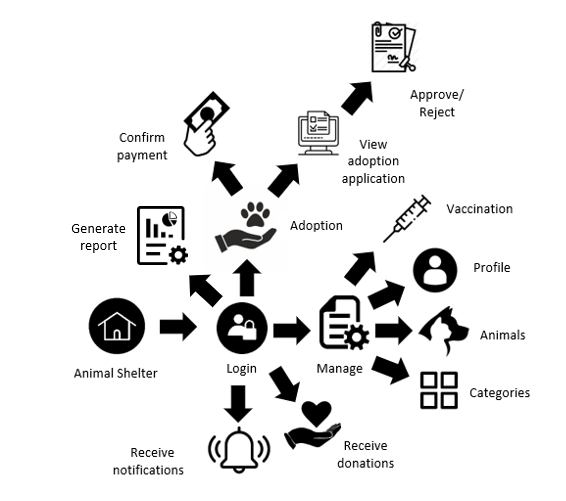 Approve/
Reject
Confirm
payment
View
adoption
application
Vaccination
Generate
report
Adoption
Profile
Animals
Animal Shelter
Login
Manage
Categories
Receive
notifications
Receive
donations